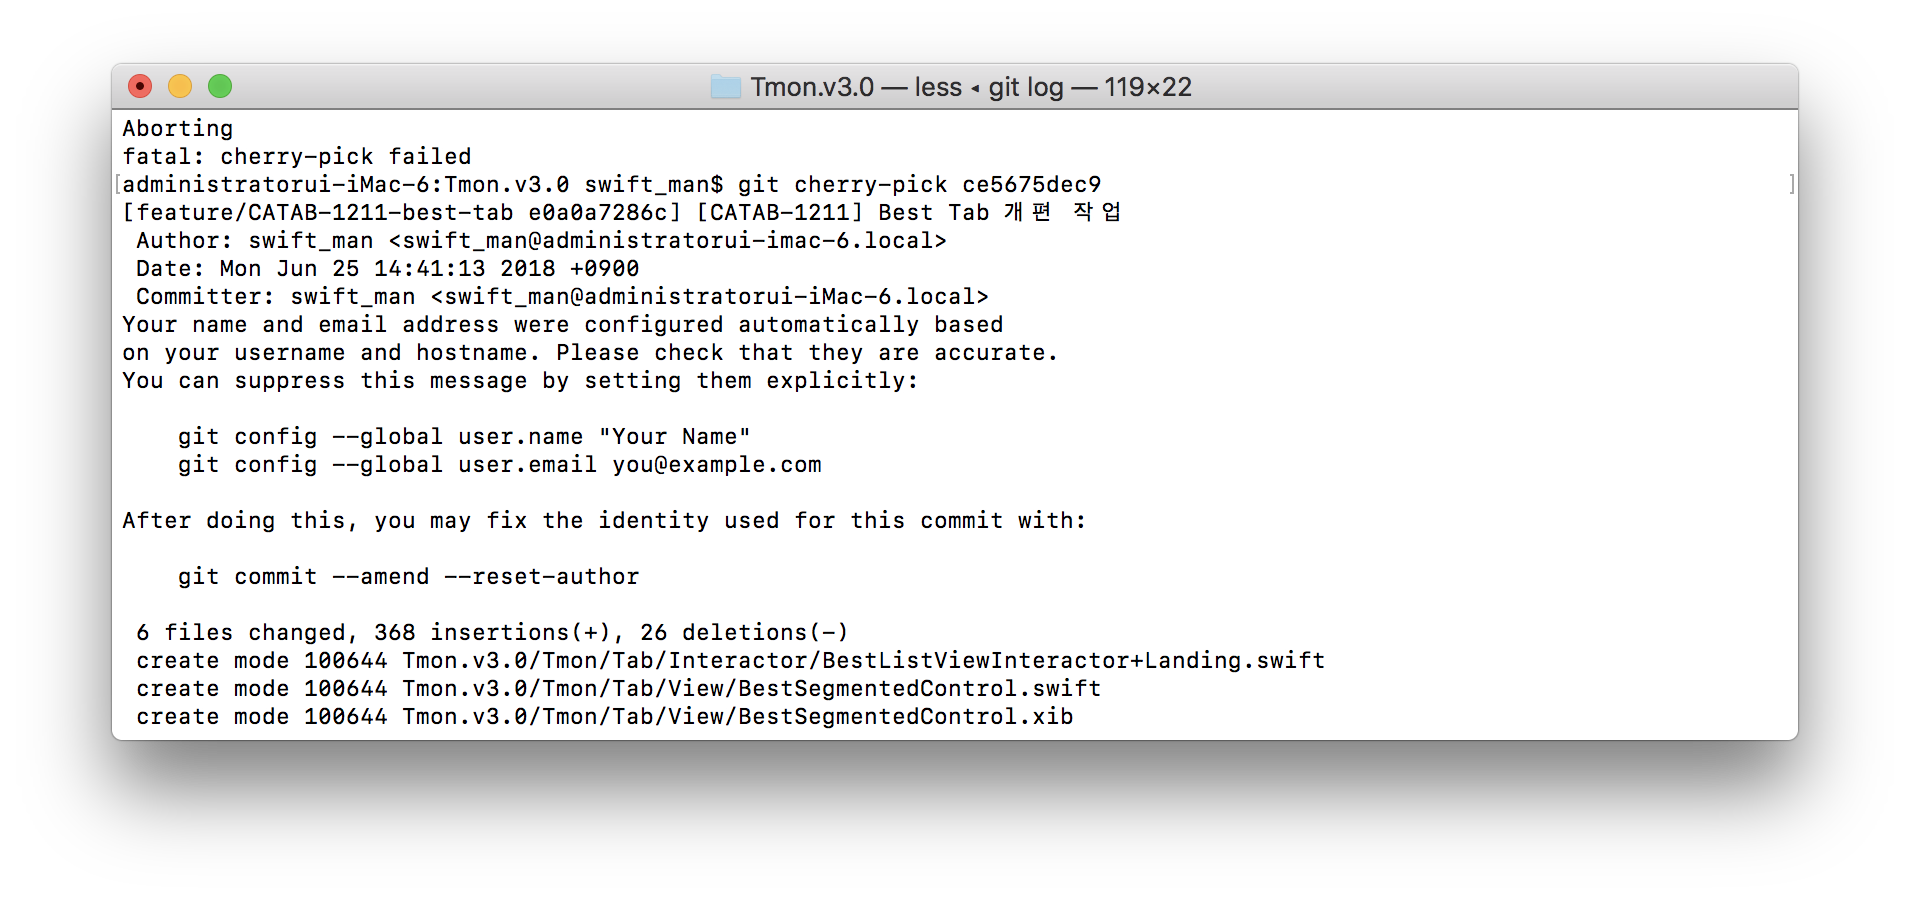 Tmon.v3.0 — less ◂ git log — 119×22
Aborting
fatal: cherry-pick failed
[administratorui-iMac-6:Tmon.v3.0 swift_man$ git cherry-pick ce5675dec9 ]
[feature/CATAB-1211-best-tab e0a0a7286c] [CATAB-1211] Best Tab 개편 작업
 Author: swift_man <swift_man@administratorui-imac-6.local>
 Date: Mon Jun 25 14:41:13 2018 +0900
 Committer: swift_man <swift_man@administratorui-iMac-6.local>
Your name and email address were configured automatically based
on your username and hostname. Please check that they are accurate.
You can suppress this message by setting them explicitly:

    git config --global user.name "Your Name"
    git config --global user.email you@example.com

After doing this, you may fix the identity used for this commit with:

    git commit --amend --reset-author

 6 files changed, 368 insertions(+), 26 deletions(-)
 create mode 100644 Tmon.v3.0/Tmon/Tab/Interactor/BestListViewInteractor+Landing.swift
 create mode 100644 Tmon.v3.0/Tmon/Tab/View/BestSegmentedControl.swift
 create mode 100644 Tmon.v3.0/Tmon/Tab/View/BestSegmentedControl.xib